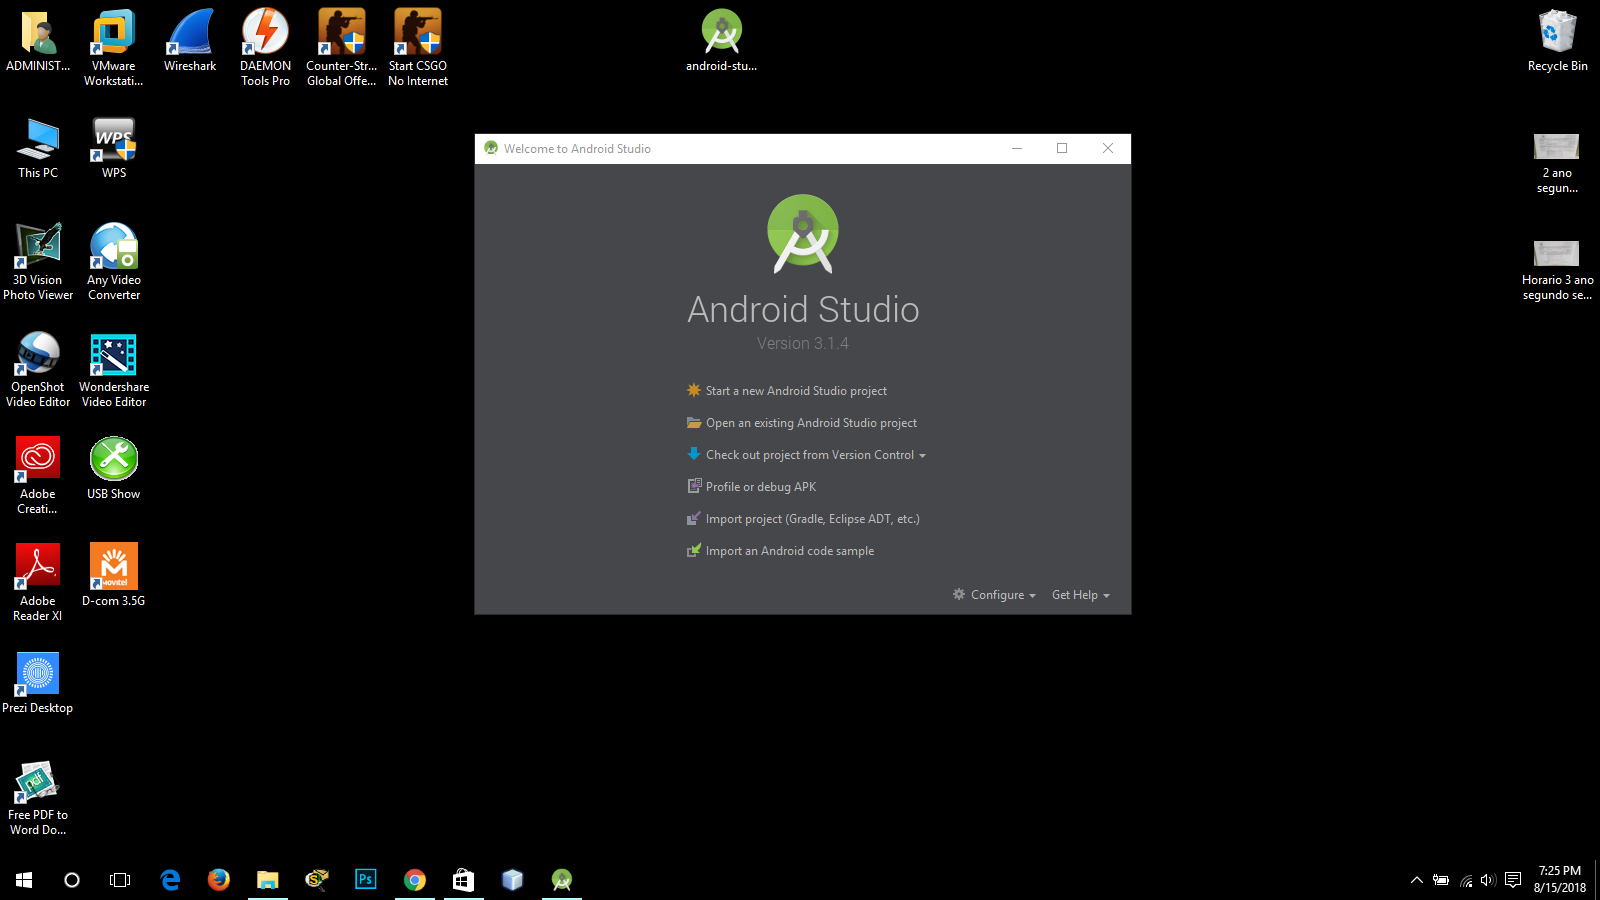 ADMINIST...
VMware
Workstati...
Wireshark
DAEMON
Tools Pro
Counter-Str...
Global Offe...
Start CSGO
No Internet
android-stu...
Recycle Bin
This PC
WPS
WPS
2 ano
segun...
3D Vision
Photo Viewer
Any Video
Converter
Horario 3 ano
segundo se...
OpenShot
Video Editor
Wondershare
Video Editor
Adobe
Creati...
USB Show
Adobe
Reader XI
Movitel
D-com 3.5G
Prezi Desktop
pdf
Free PDF to
Word Do...
Welcome to Android Studio
Android Studio
Version 3.1.4
Start a new Android Studio project
Open an existing Android Studio project
Check out project from Version Control
Profile or debug APK
Import project (Gradle, Eclipse ADT, etc.)
Import an Android code sample
Configure
Get Help
Ps
7:25 PM
8/15/2018